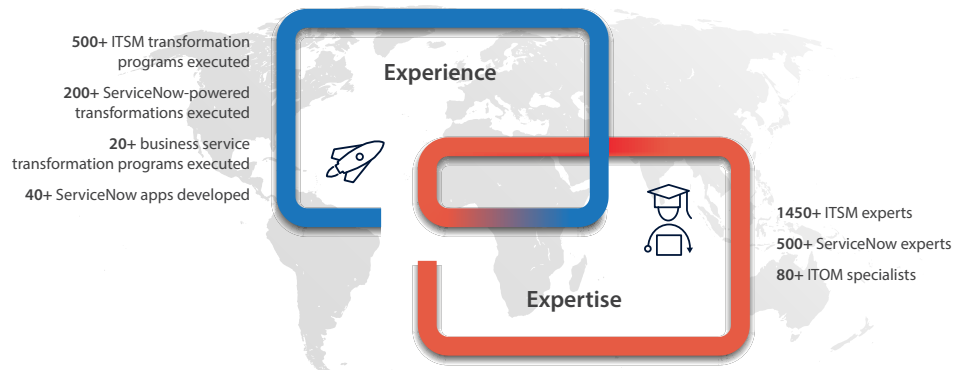 500+ ITSM transformation
programs executed
200+ ServiceNow-powered
transformations executed
20+ business service
transformation programs executed
40+ ServiceNow apps developed
Experience
Expertise
1450+ ITSM experts
500+ ServiceNow experts
80+ ITOM specialists